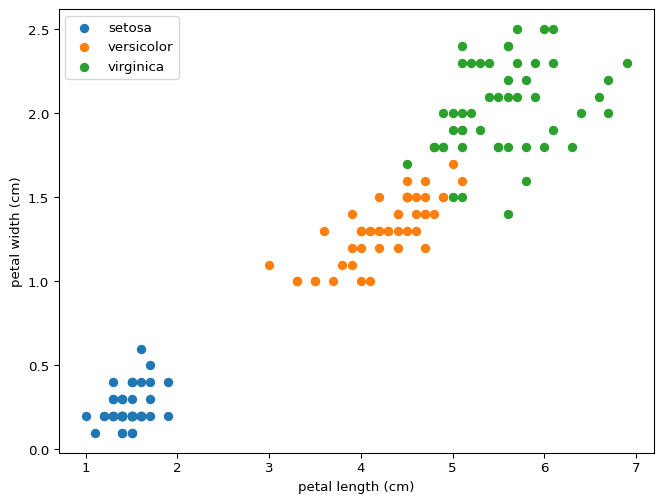 setosa
versicolor
virginica
2.5
2.0
1.5
1.0
0.5
0.0
petal width (cm)
1 2 3 4 5 6 7
petal length (cm)